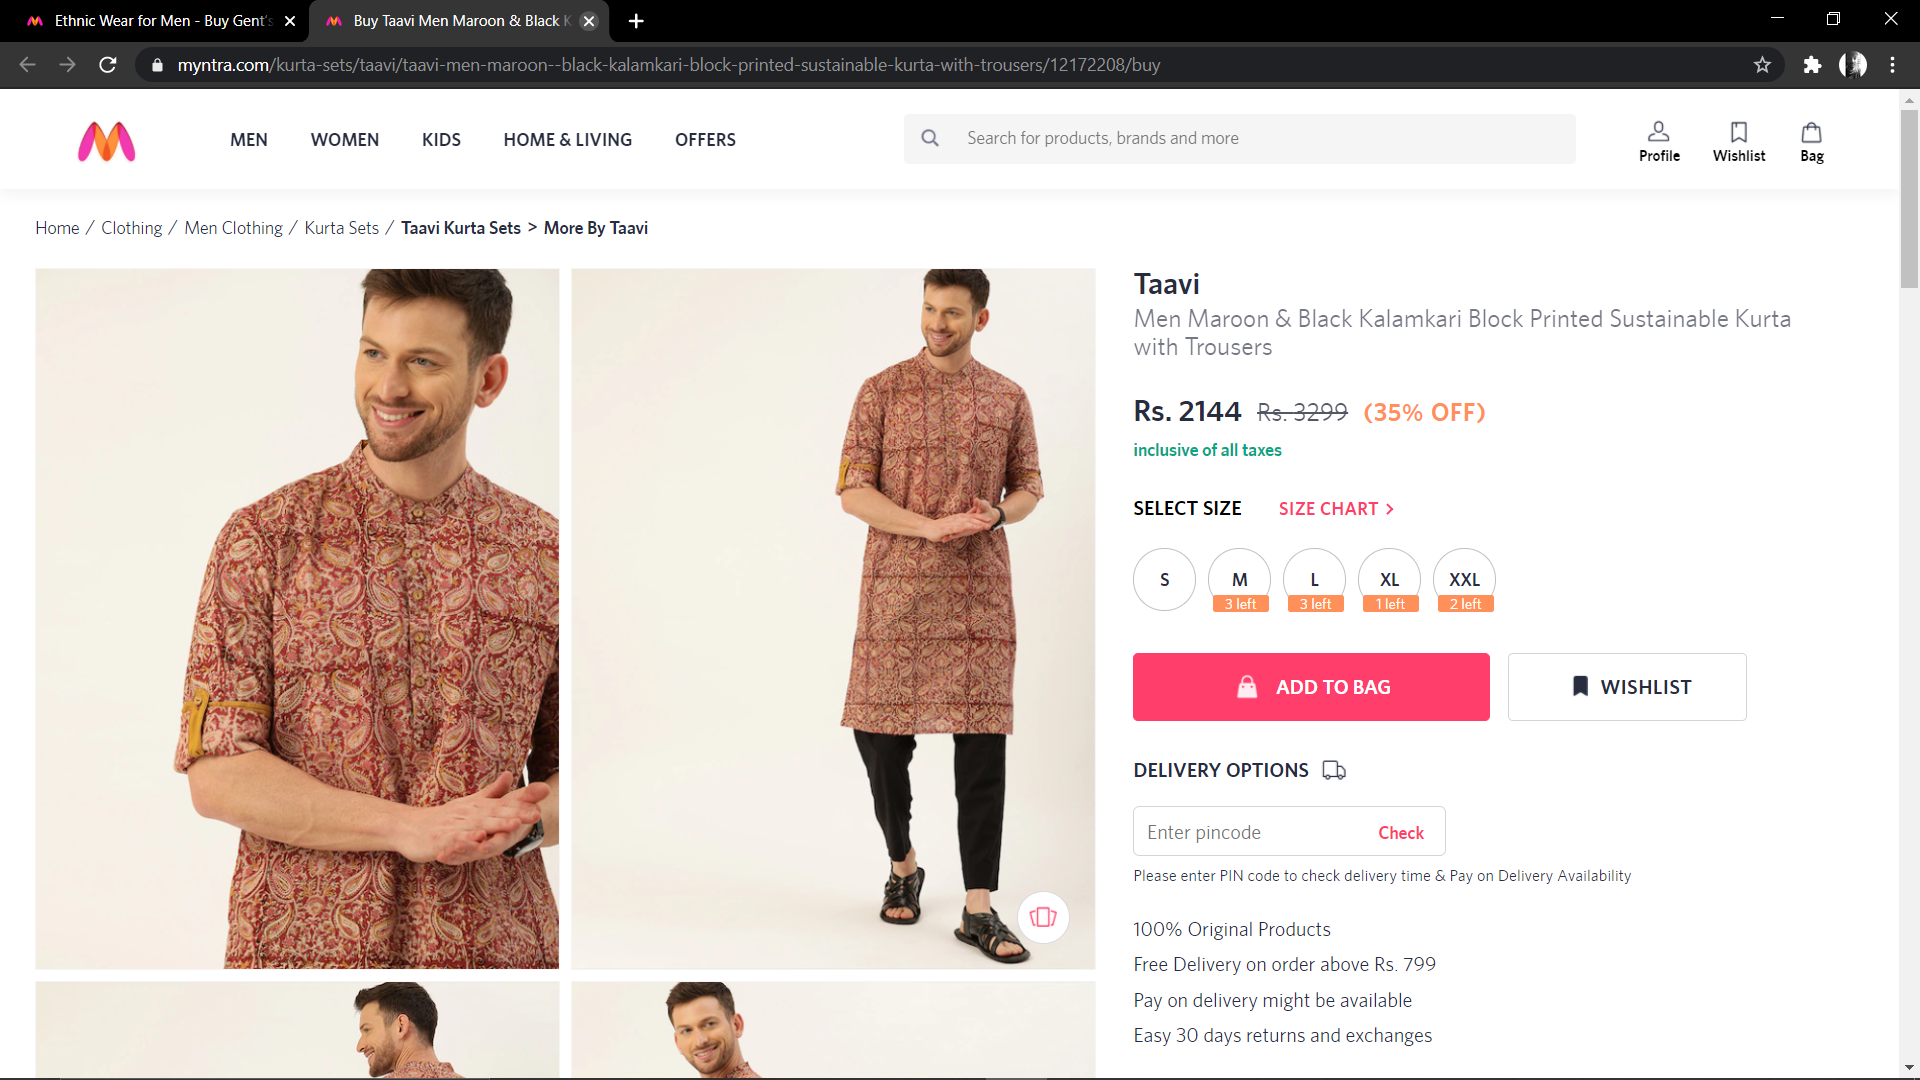 Ethnic Wear for Men - Buy Gent's
Buy Taavi Men Maroon & Black K
myntra.com/kurta-sets/taavi/taavi-men-maroon--black-kalamkari-block-printed-sustainable-kurta-with-trousers/12172208/buy
MEN
WOMEN
KIDS
HOME & LIVING
OFFERS
Search for products, brands and more
Profile
Wishlist
Bag
Home / Clothing / Men Clothing / Kurta Sets / Taavi Kurta Sets > More By Taavi
Taavi
Men Maroon & Black Kalamkari Block Printed Sustainable Kurta
with Trousers
Rs. 2144 Rs. 3299 (35% OFF)
inclusive of all taxes
SELECT SIZE
SIZE CHART >
S
M
L
XL
XXL
3 left
3 left
1 left
2 left
ADD TO BAG
WISHLIST
DELIVERY OPTIONS
Enter pincode
Check
Please enter PIN code to check delivery time & Pay on Delivery Availability
100% Original Products
Free Delivery on order above Rs. 799
Pay on delivery might be available
Easy 30 days returns and exchanges